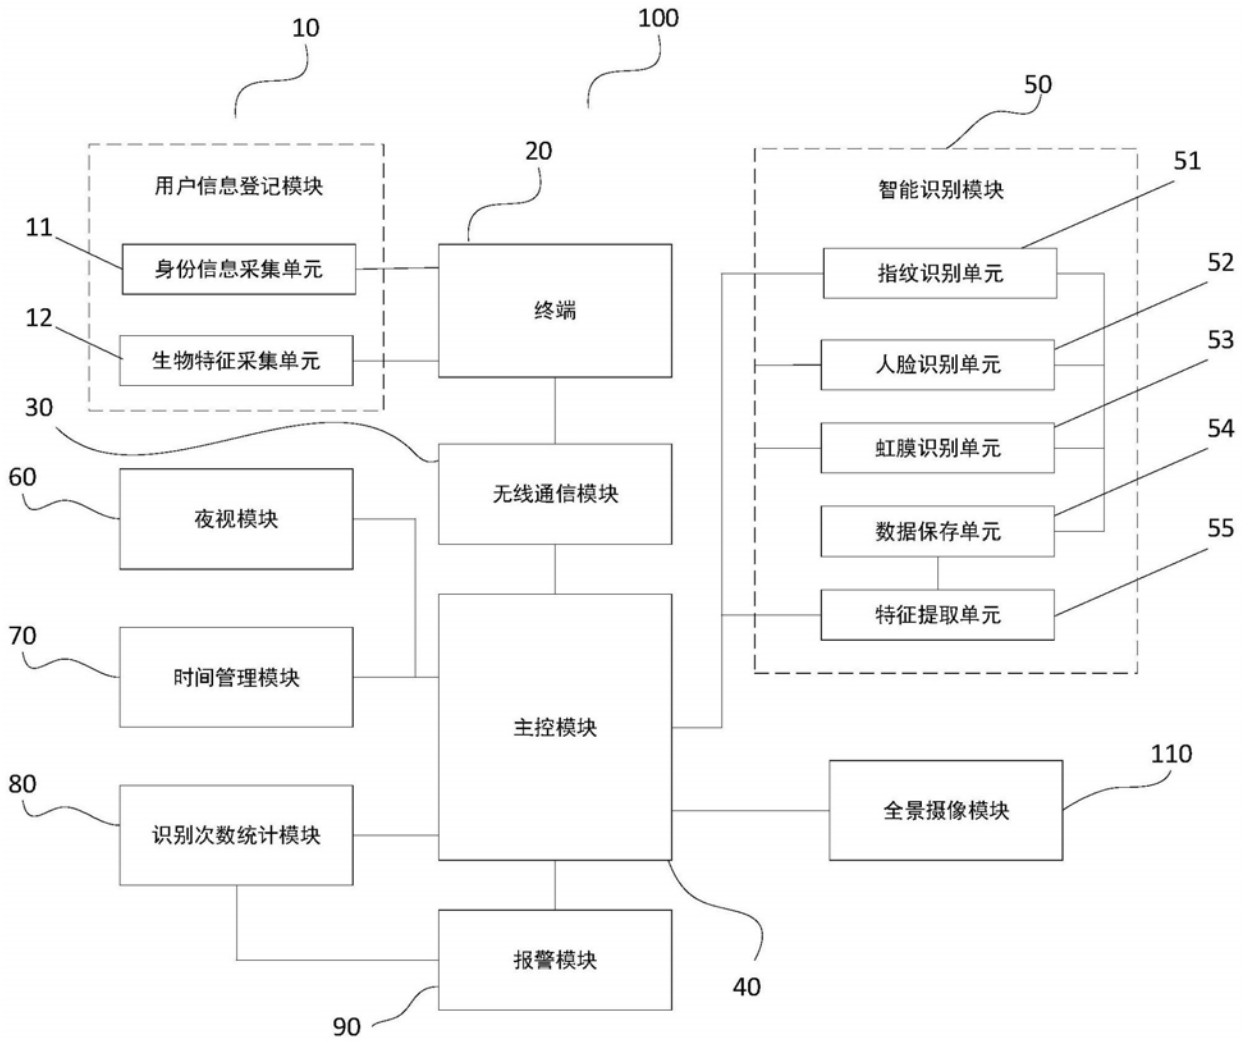 10
100
50
20
51
用户信息登记模块
智能识别模块
11
身份信息采集单元
指纹识别单元
52
12
终端
生物特征采集单元
人脸识别单元
53
30
虹膜识别单元
54
60
无线通信模块
夜视模块
数据保存单元
55
特征提取单元
70
时间管理模块
主控模块
80
110
识别次数统计模块
全景摄像模块
报警模块
40
90